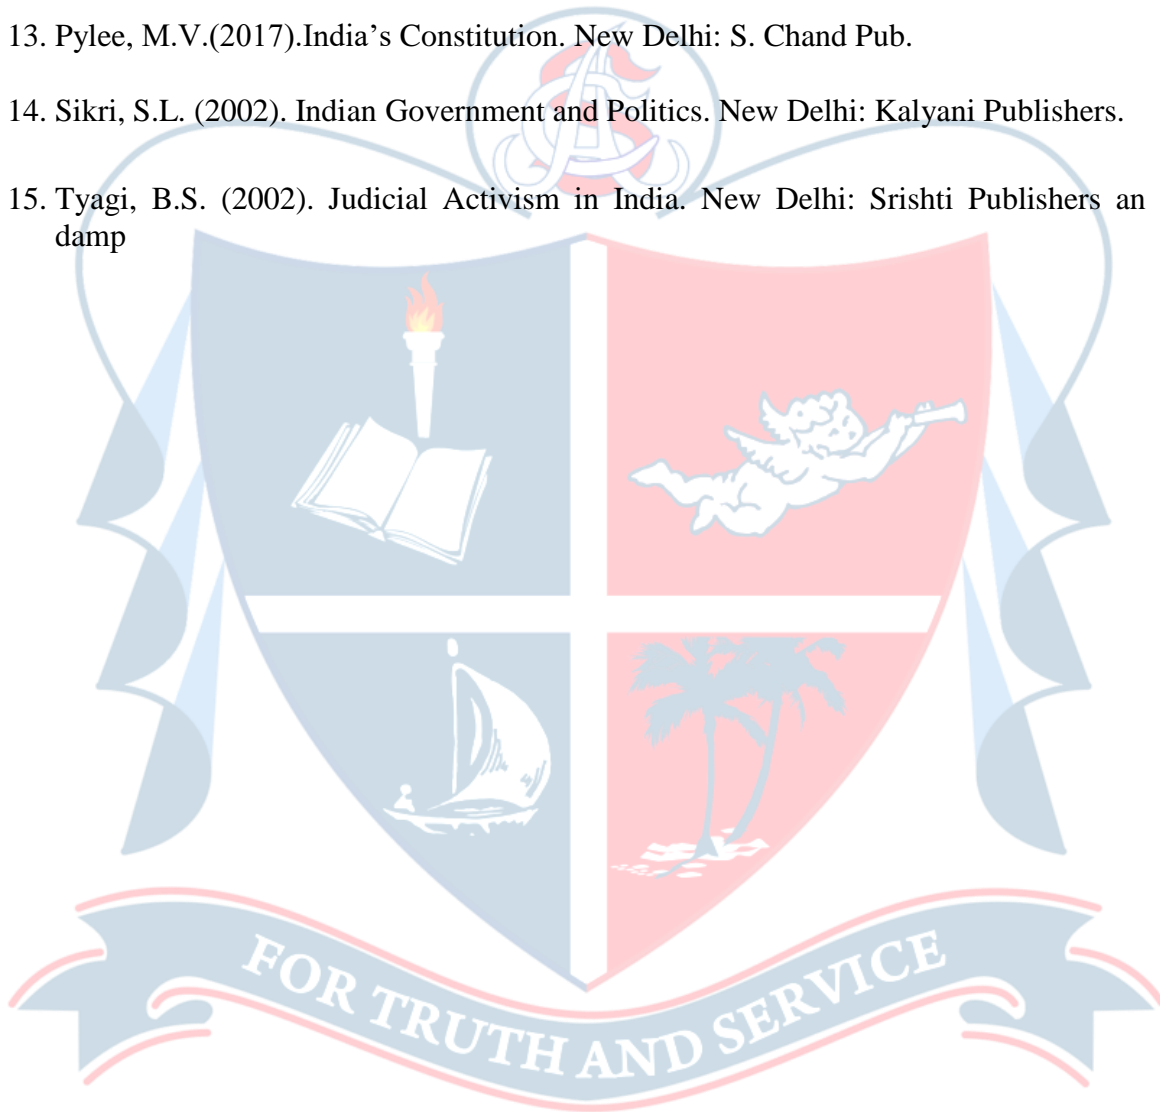 13. Pylee, M.V.(2017).India’s Constitution. New Delhi: S. Chand Pub.
14. Sikri, S.L. (2002). Indian Government and Politics. New Delhi: Kalyani Publishers.
15. Tyagi, B.S. (2002). Judicial Activism in India. New Delhi: Srishti Publishers an
damp
FOR TRUTH AND SERVICE